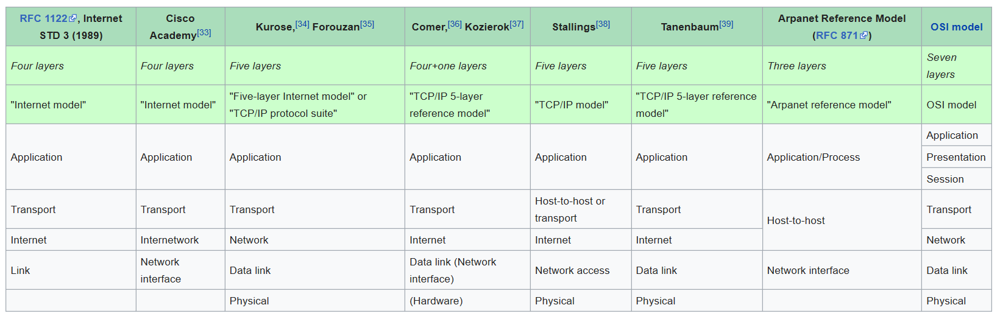 RFC 1122, Internet STD 3 (1989)
Cisco Academy[33]
Kurose,[34] Forouzan[35]
Comer,[36] Kozierok[37]
Stallings[38]
Tanenbaum[39]
Arpanet Reference Model (RFC 871)
OSI model
Four layers
Four layers
Five layers
Four+one layers
Five layers
Five layers
Three layers
Seven layers
"Internet model"
"Internet model"
"Five-layer Internet model" or "TCP/IP protocol suite"
"TCP/IP 5-layer reference model"
"TCP/IP model"
"TCP/IP 5-layer reference model"
"Arpanet reference model"
OSI model
Application
Application
Application
Application
Application
Application
Application/Process
Application
Presentation
Session
Transport
Transport
Transport
Transport
Host-to-host or transport
Transport
Host-to-host
Transport
Internet
Internetwork
Network
Internet
Internet
Internet
Network
Link
Network interface
Data link
Data link (Network interface)
Network access
Data link
Network interface
Data link
Physical
(Hardware)
Physical
Physical
Physical